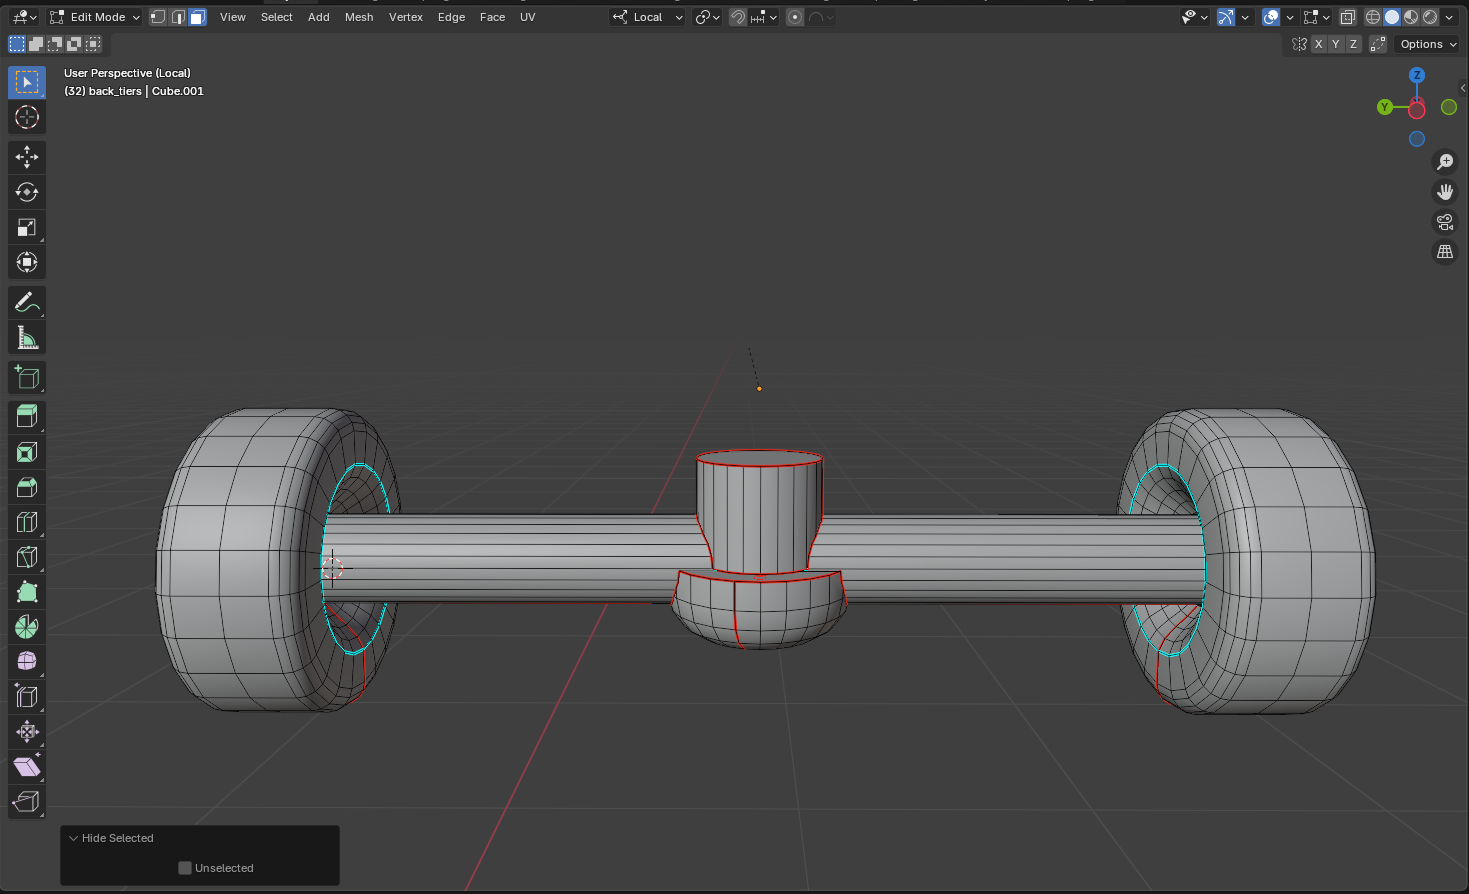 Edit Mode View Select Add Mesh Vertex Edge Face UV Local
X Y Z Options
User Perspective (Local)
(32) back_tiers | Cube.001
Z
Y
Hide Selected
Unselected